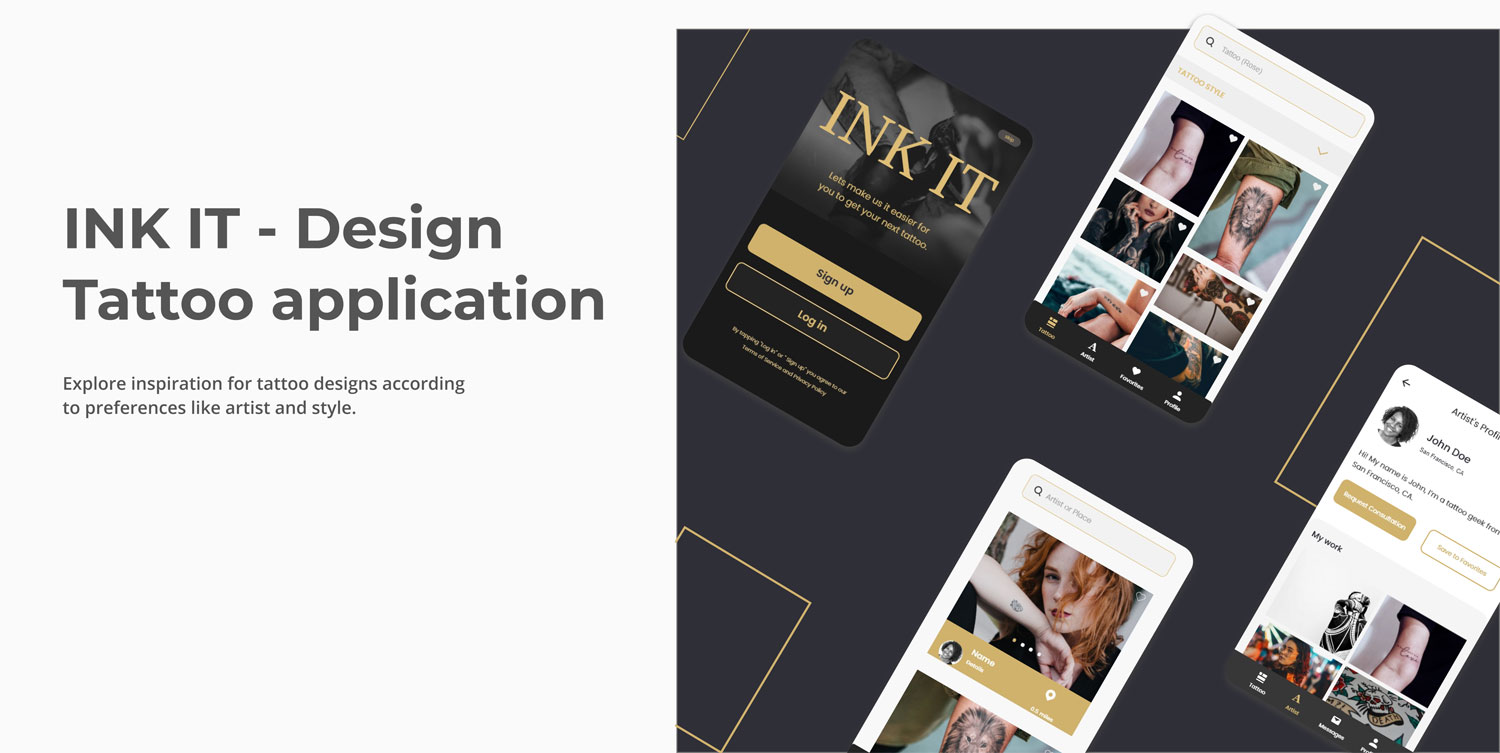 INK IT - Design
Tattoo application
Explore inspiration for tattoo designs according
to preferences like artist and style.
skip
INK IT
Lets make us it easier for
you to get your next tattoo.
Sign up
Log in
By tapping "Log in" or "Sign up" you agree to our
Terms of Service and Privacy Policy
Tattoo (Rose)
TATTOO STYLE
Love
Tattoo
Artist
Favorites
Profile
Artist or Place
Name
Details
0.5 miles
Artist's Profi
John Doe
San Francisco, CA
Hi! My name is John, I'm a tattoo geek from
San Francisco, CA.
Request Consultation
Save to Favorites
My work
Love
DEATH
Tattoo
Artist
Messages
Profi